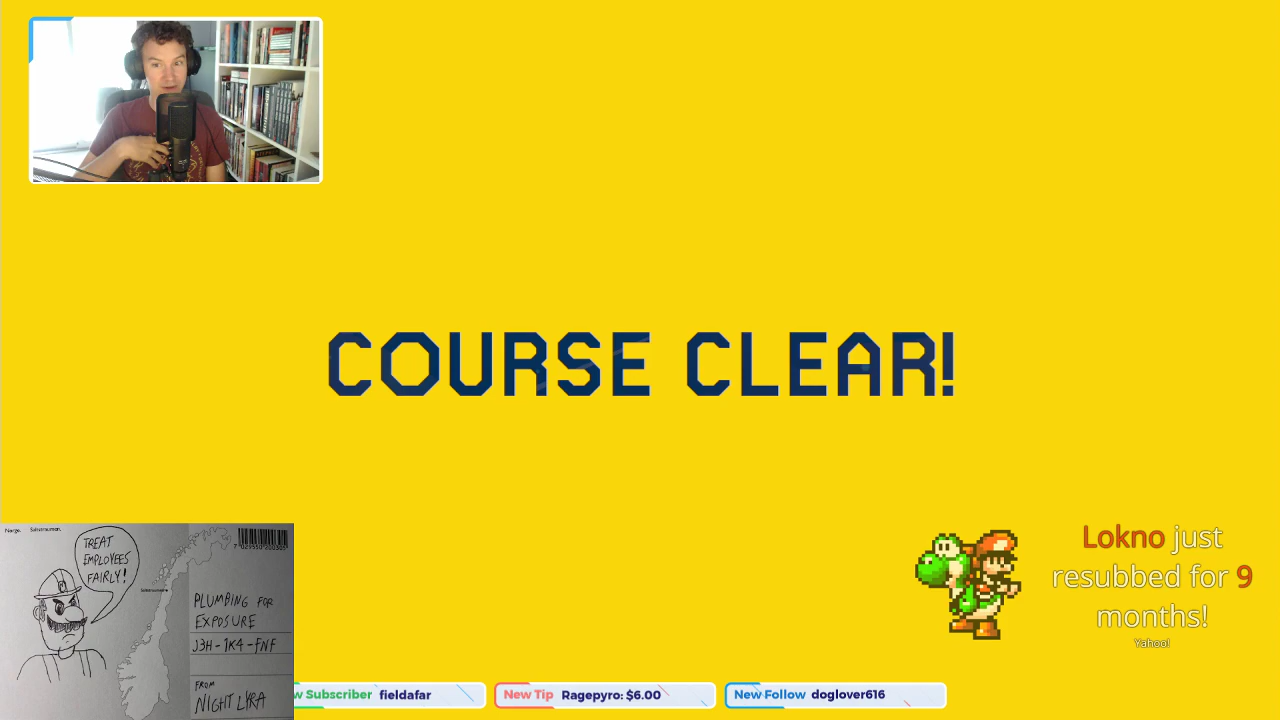 COURSE CLEAR!
Norge.
TREAT
EMPLOYEES
FAIRLY!
PLUMBING FOR
EXPOSURE
J3H-1K4-FNF
FROM
NIGHT LYRA
Lokno just
resubbed for 9
months!
Yahoo!
w Subscriber fieldafar
New Tip Ragepyro: $6.00
New Follow doglover616